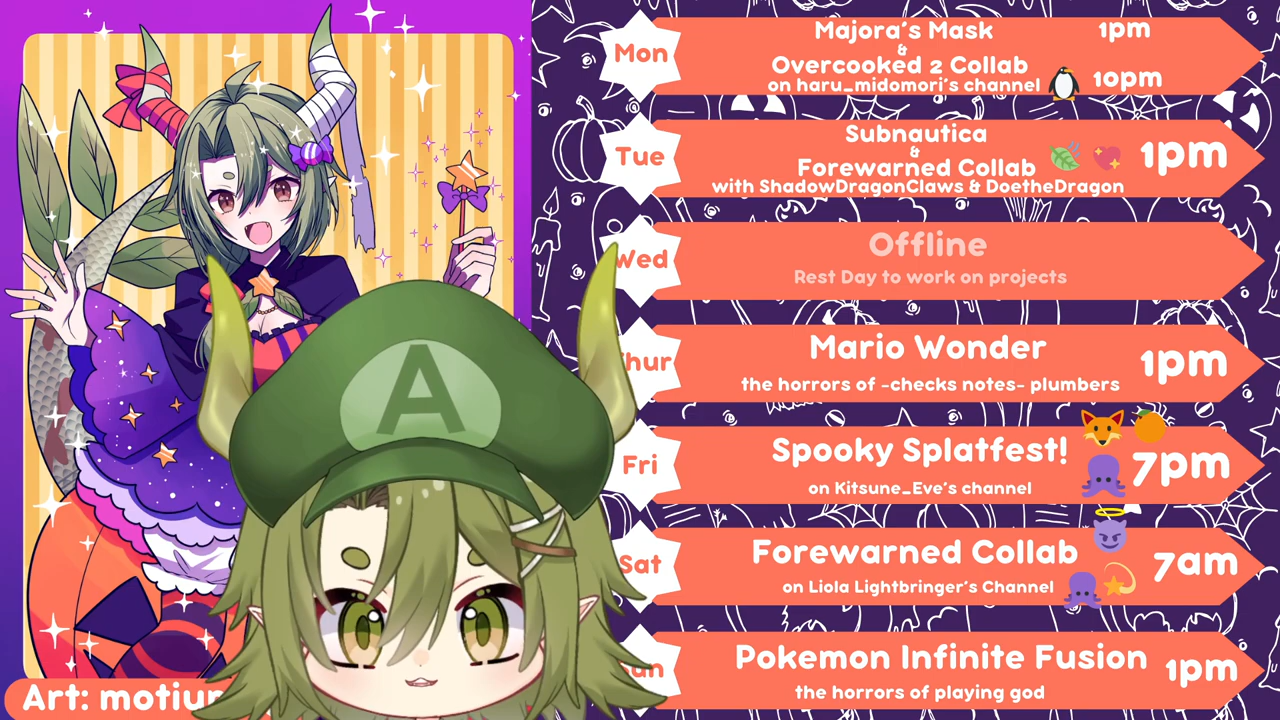 Mon
Majora's Mask
1pm
&
Overcooked 2 Collab
on haru_midomori's channel
10pm
Tue
Subnautica
&
Forewarned Collab
with ShadowDragonClaws & DoetheDragon
1pm
Wed
Offline
Rest Day to work on projects
Thur
Mario Wonder
the horrors of -checks notes- plumbers
1pm
Fri
Spooky Splatfest!
on Kitsune_Eve's channel
7pm
Sat
Forewarned Collab
on Liola Lightbringer's Channel
7am
Pokemon Infinite Fusion
the horrors of playing god
1pm
A
Art: